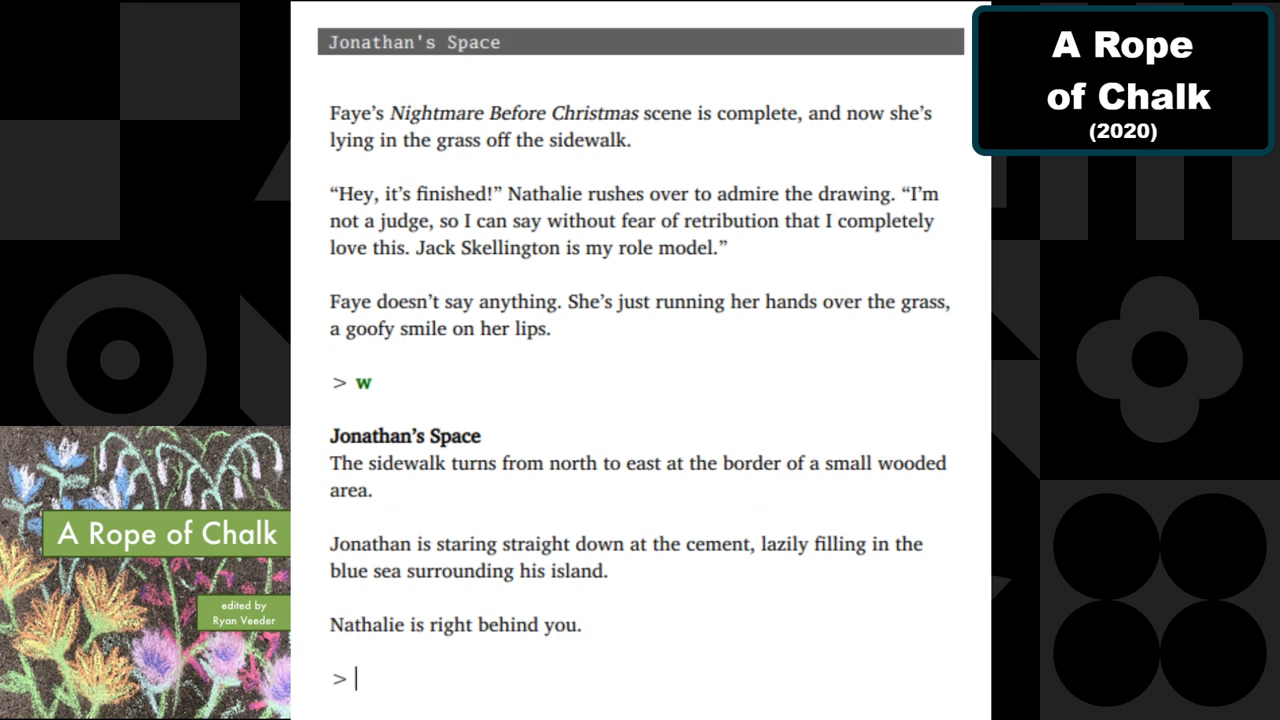 Jonathan's Space
Faye’s Nightmare Before Christmas scene is complete, and now she’s
lying in the grass off the sidewalk.
“Hey, it’s finished!” Nathalie rushes over to admire the drawing. “I’m
not a judge, so I can say without fear of retribution that I completely
love this. Jack Skellington is my role model.”
Faye doesn’t say anything. She’s just running her hands over the grass,
a goofy smile on her lips.
> w
Jonathan’s Space
The sidewalk turns from north to east at the border of a small wooded
area.
Jonathan is staring straight down at the cement, lazily filling in the
blue sea surrounding his island.
Nathalie is right behind you.
>
A Rope
of Chalk
(2020)
A Rope of Chalk
edited by
Ryan Veeder